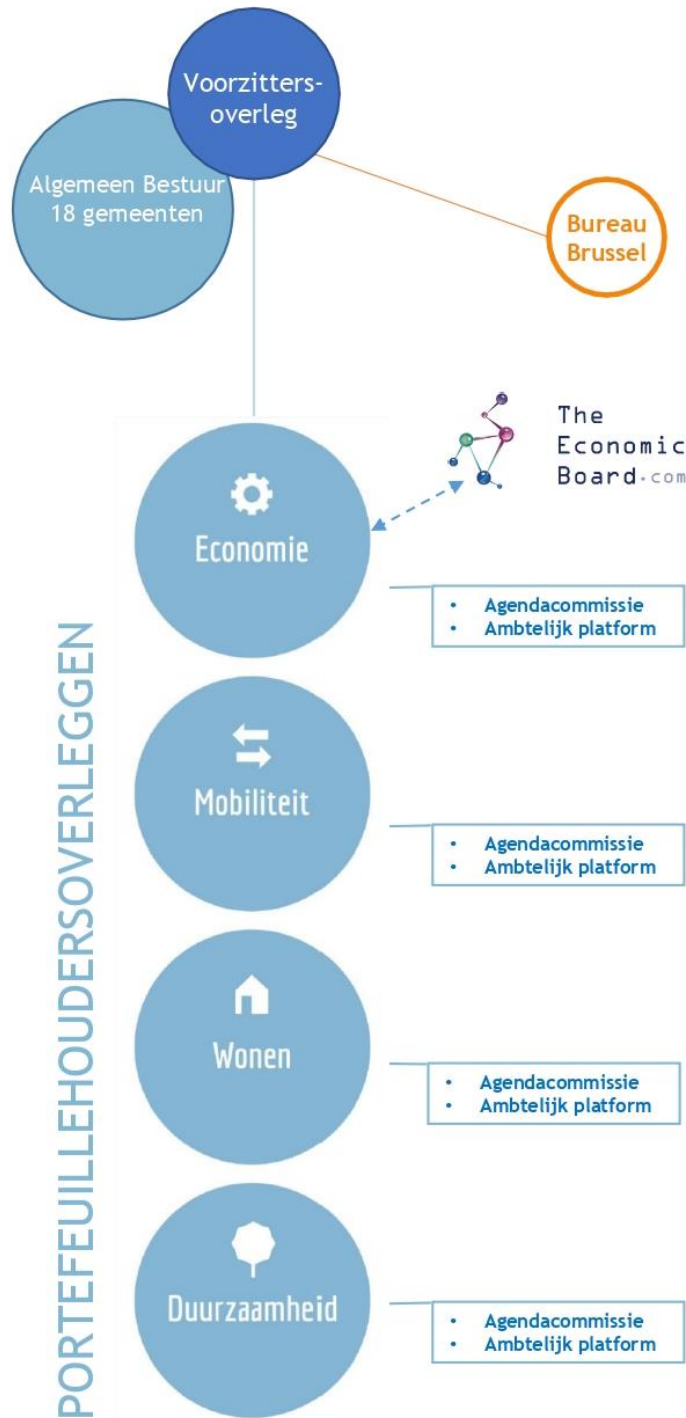 Voorzitters-
overleg
Algemeen Bestuur
18 gemeenten
Bureau
Brussel
The
Economic
Board.com
PORTEFEUILLEHOUDERSOVERLEGGEN
Economie
• Agendacommissie
• Ambtelijk platform
Mobiliteit
• Agendacommissie
• Ambtelijk platform
Wonen
• Agendacommissie
• Ambtelijk platform
Duurzaamheid
• Agendacommissie
• Ambtelijk platform